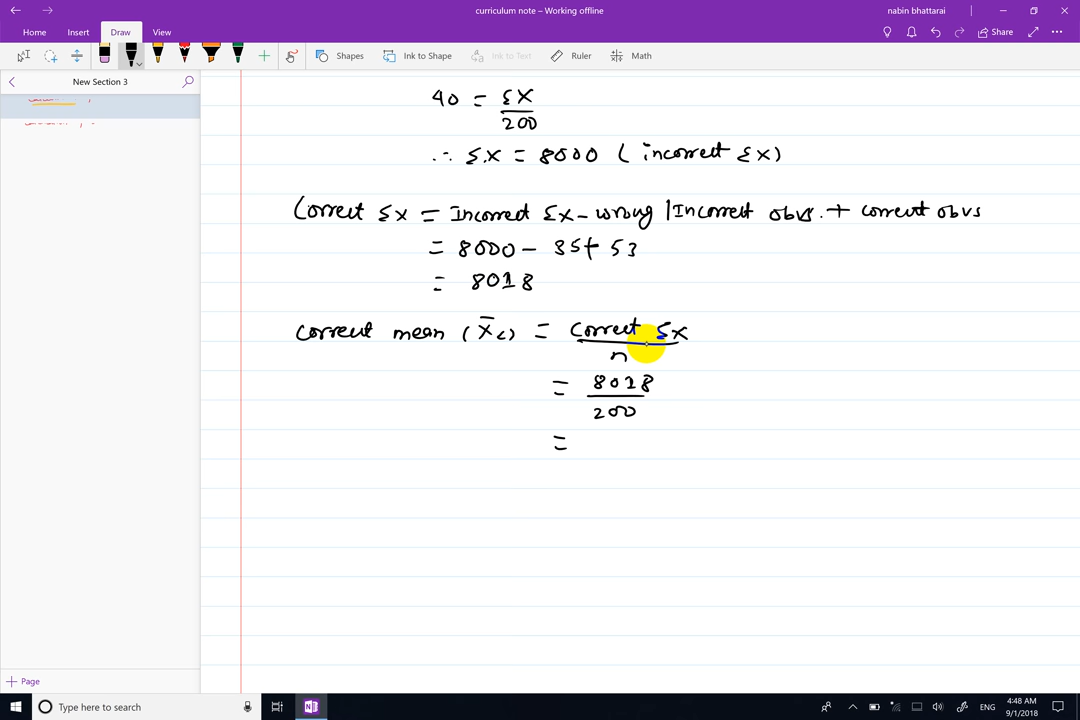 curriculum note – Working offline
nabin bhattarai
Home Insert Draw View
Share
Shapes Ink to Shape Ink to Text Ruler Math
New Section 3
40 = ΣX
200
∴ ΣX = 8000 (incorrect ΣX)
Correct ΣX = Incorrect ΣX - wrong / Incorrect obvs. + correct obvs
= 8000 - 35 + 53
= 8018
correct mean (X̄c) = Correct ΣX
n
= 8018
200
=
+ Page
Type here to search
ENG
4:48 AM
9/1/2018